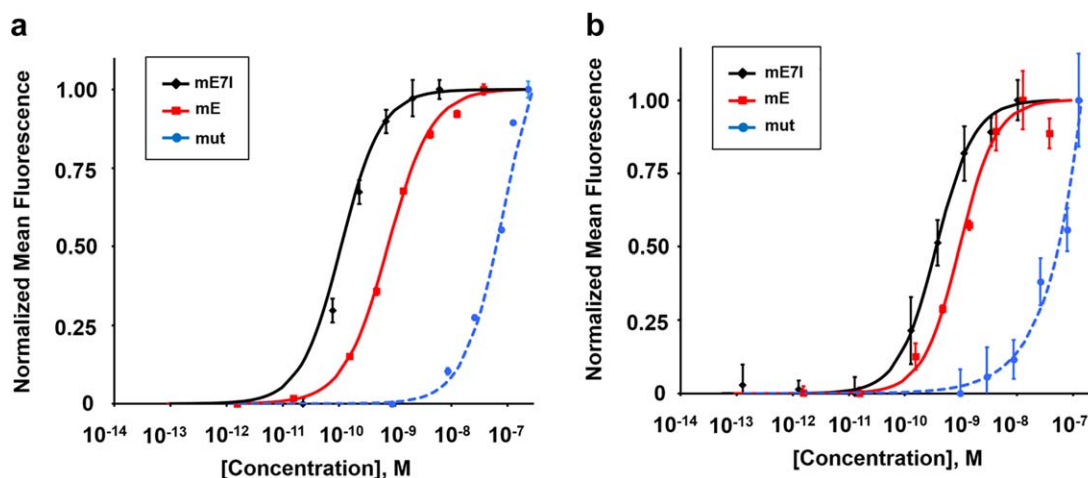 a
Normalized Mean Fluorescence
1.00
0.75
0.50
0.25
0
mE7I
mE
mut
10-14 10-13 10-12 10-11 10-10 10-9 10-8 10-7
[Concentration], M
b
Normalized Mean Fluorescence
1.00
0.75
0.50
0.25
0
mE7I
mE
mut
10-14 10-13 10-12 10-11 10-10 10-9 10-8 10-7
[Concentration], M